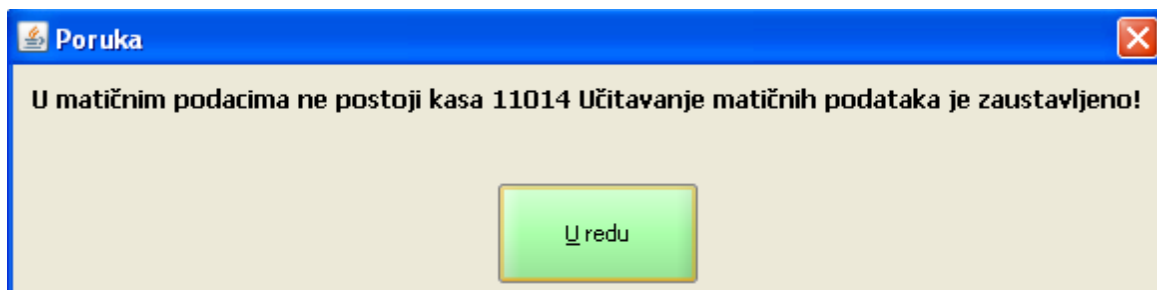 Poruka
U matičnim podacima ne postoji kasa 11014 Učitavanje matičnih podataka je zaustavljeno!
U redu